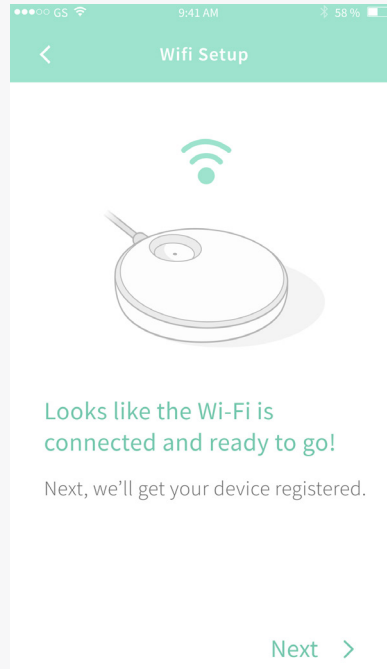 GS 9:41 AM 58 %
Wifi Setup
Looks like the Wi-Fi is
connected and ready to go!
Next, we’ll get your device registered.
Next